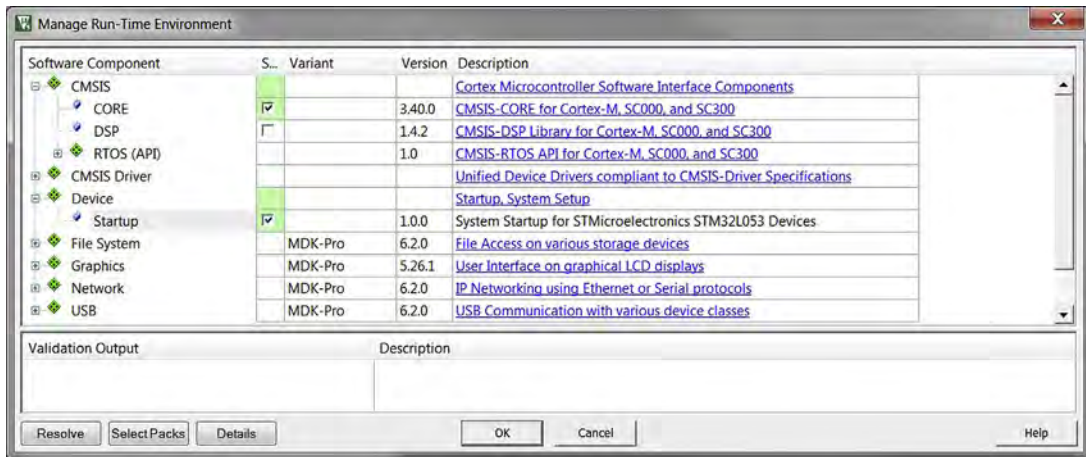 Manage Run-Time Environment
Software Component S... Variant Version Description
CMSIS Cortex Microcontroller Software Interface Components
CORE 3.40.0 CMSIS-CORE for Cortex-M, SC000, and SC300
DSP 1.4.2 CMSIS-DSP Library for Cortex-M, SC000, and SC300
RTOS (API) 1.0 CMSIS-RTOS API for Cortex-M, SC000, and SC300
CMSIS Driver Unified Device Drivers compliant to CMSIS-Driver Specifications
Device Startup, System Setup
Startup 1.0.0 System Startup for STMicroelectronics STM32L053 Devices
File System MDK-Pro 6.2.0 File Access on various storage devices
Graphics MDK-Pro 5.26.1 User Interface on graphical LCD displays
Network MDK-Pro 6.2.0 IP Networking using Ethernet or Serial protocols
USB MDK-Pro 6.2.0 USB Communication with various device classes
Validation Output Description
Resolve Select Packs Details OK Cancel Help